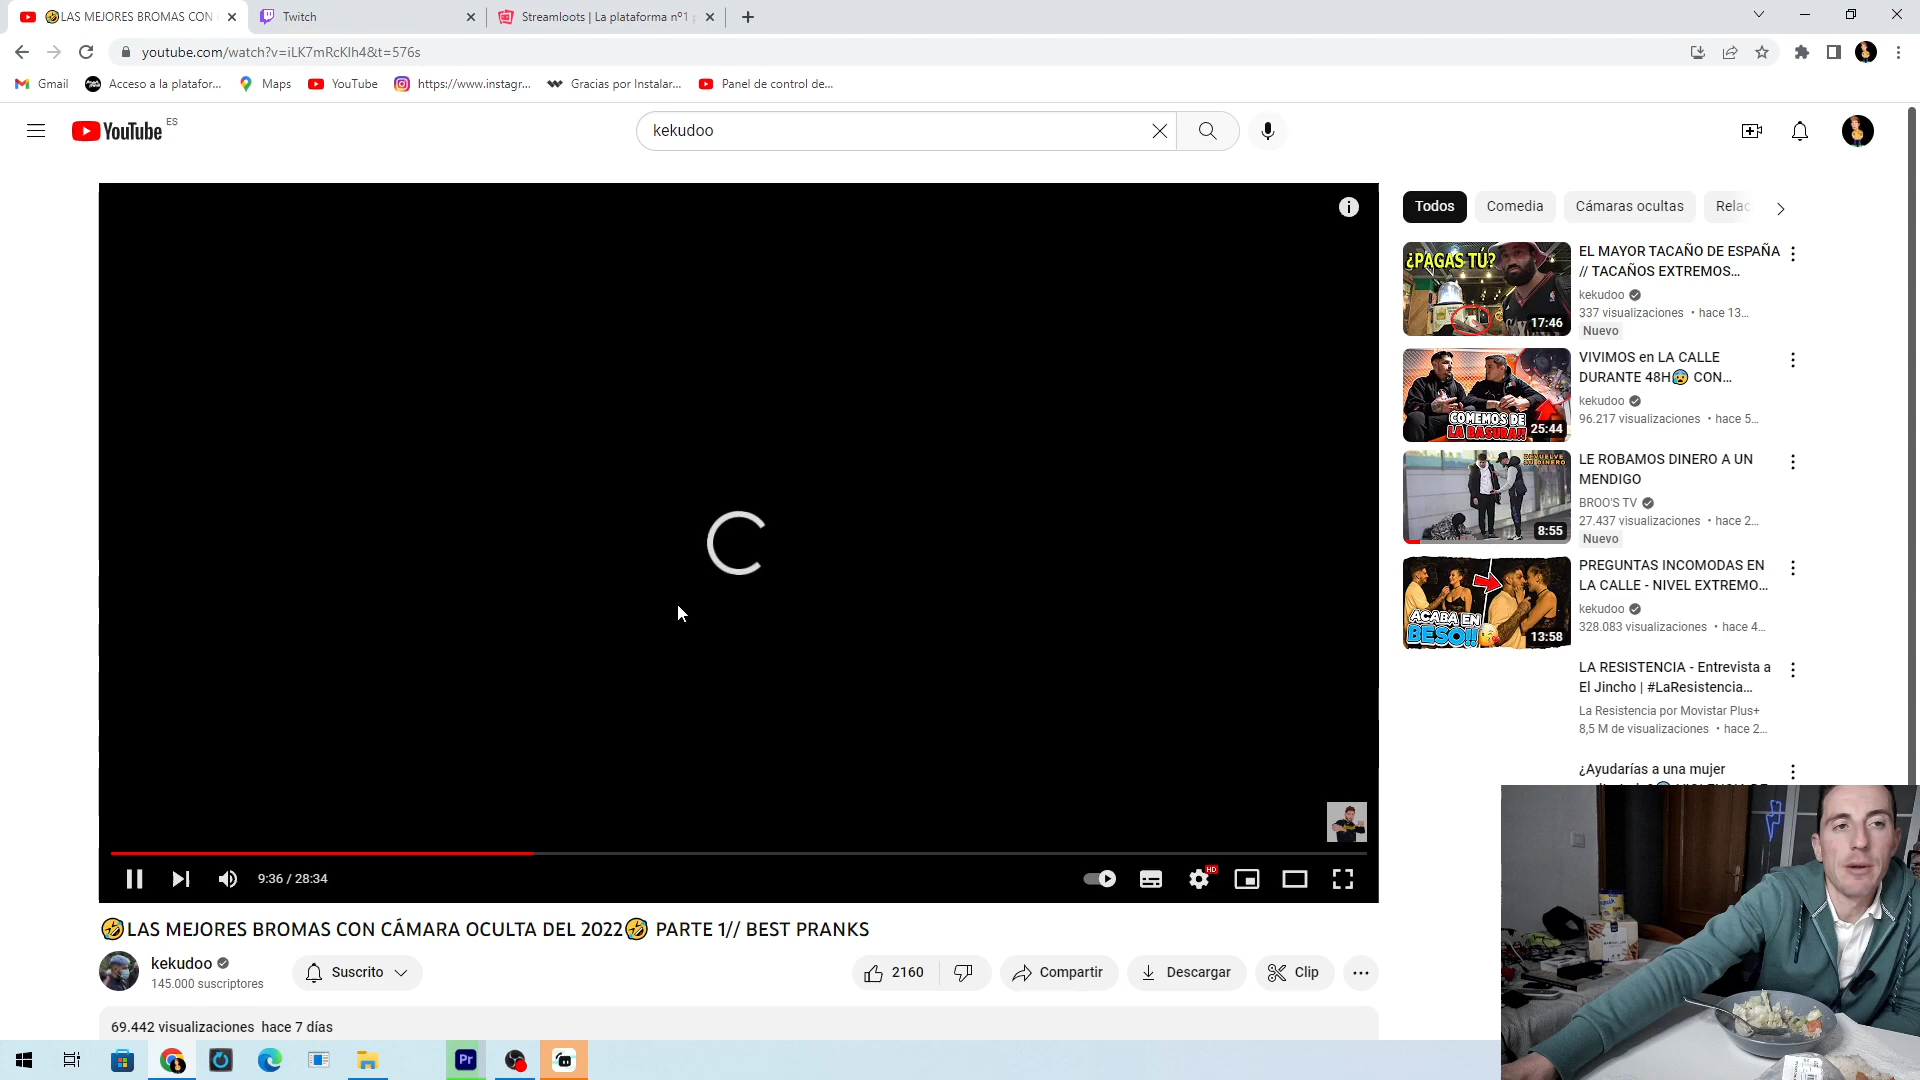 🤣LAS MEJORES BROMAS CON
Twitch
Streamloots | La plataforma nº1
youtube.com/watch?v=iLK7mRcKIh4&t=576s
Gmail
Acceso a la platafor...
Maps
YouTube
https://www.instagr...
Gracias por Instalar...
Panel de control de...
YouTube ES
kekudoo
Todos
Comedia
Cámaras ocultas
Relac
¿PAGAS TÚ?
17:46
EL MAYOR TACAÑO DE ESPAÑA
// TACAÑOS EXTREMOS...
kekudoo
337 visualizaciones • hace 13...
Nuevo
COMEMOS DE
LA BASURA!!
25:44
VIVIMOS en LA CALLE
DURANTE 48H😰 CON...
kekudoo
96.217 visualizaciones • hace 5...
DEVUELVE
SU DINERO
8:55
LE ROBAMOS DINERO A UN
MENDIGO
BROO'S TV
27.437 visualizaciones • hace 2...
Nuevo
ACABA EN
BESO!!
13:58
PREGUNTAS INCOMODAS EN
LA CALLE - NIVEL EXTREMO...
kekudoo
328.083 visualizaciones • hace 4...
LA RESISTENCIA - Entrevista a
El Jincho | #LaResistencia...
La Resistencia por Movistar Plus+
8,5 M de visualizaciones • hace 2...
¿Ayudarías a una mujer
9:36 / 28:34
HD
🤣LAS MEJORES BROMAS CON CÁMARA OCULTA DEL 2022🤣 PARTE 1// BEST PRANKS
kekudoo
145.000 suscriptores
Suscrito
2160
Compartir
Descargar
Clip
69.442 visualizaciones hace 7 días
Pr